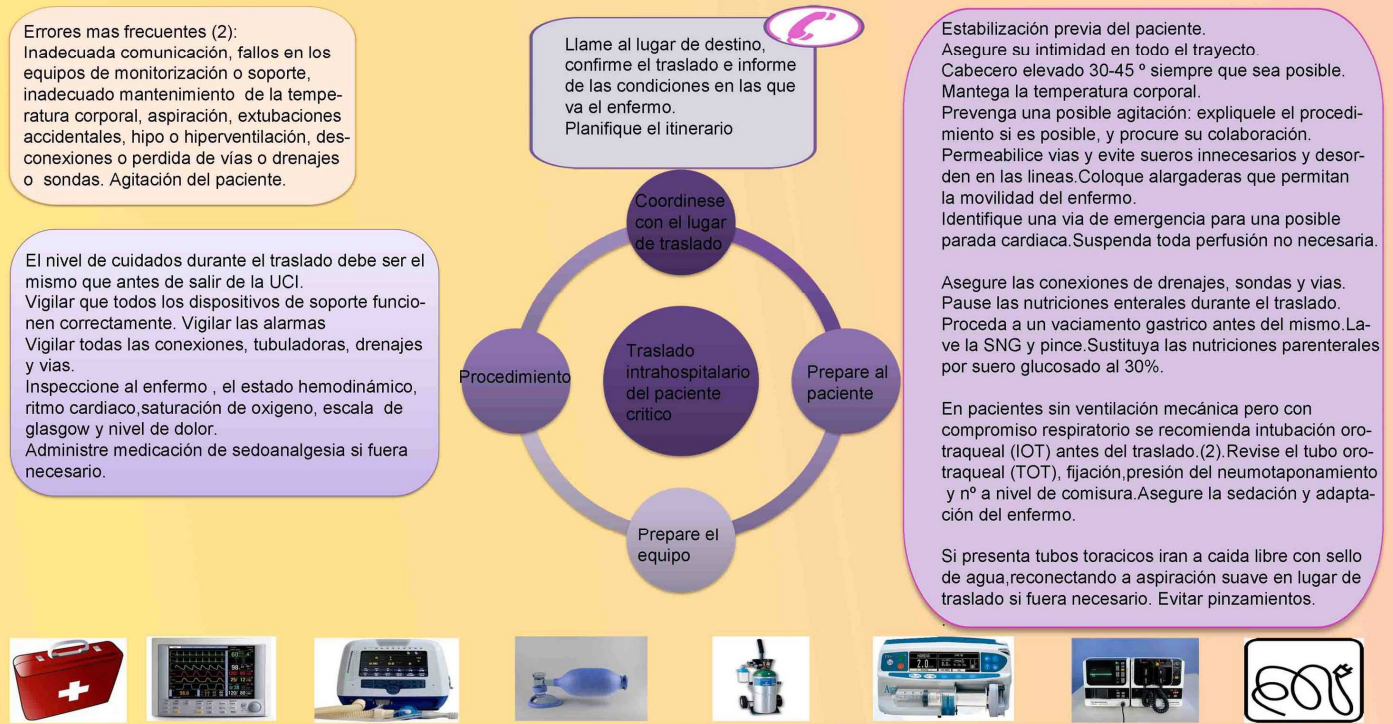 Errores mas frecuentes (2):
Inadecuada comunicación, fallos en los
equipos de monitorización o soporte,
inadecuado mantenimiento de la tempe-
ratura corporal, aspiración, extubaciones
accidentales, hipo o hiperventilación, des-
conexiones o perdida de vías o drenajes
o sondas. Agitación del paciente.
El nivel de cuidados durante el traslado debe ser el
mismo que antes de salir de la UCI.
Vigilar que todos los dispositivos de soporte funcio-
nen correctamente. Vigilar las alarmas
Vigilar todas las conexiones, tubuladoras, drenajes
y vias.
Inspeccione al enfermo , el estado hemodinámico,
ritmo cardiaco,saturación de oxigeno, escala de
glasgow y nivel de dolor.
Administre medicación de sedoanalgesia si fuera
necesario.
Llame al lugar de destino,
confirme el traslado e informe
de las condiciones en las que
va el enfermo.
Planifique el itinerario
Coordinese
con el lugar
de traslado
Procedimiento
Traslado
intrahospitalario
del paciente
critico
Prepare al
paciente
Prepare el
equipo
Estabilización previa del paciente.
Asegure su intimidad en todo el trayecto.
Cabecero elevado 30-45 º siempre que sea posible.
Mantega la temperatura corporal.
Prevenga una posible agitación: expliquele el procedi-
miento si es posible, y procure su colaboración.
Permeabilice vias y evite sueros innecesarios y desor-
den en las lineas.Coloque alargaderas que permitan
la movilidad del enfermo.
Identifique una via de emergencia para una posible
parada cardiaca.Suspenda toda perfusión no necesaria.
Asegure las conexiones de drenajes, sondas y vias.
Pause las nutriciones enterales durante el traslado.
Proceda a un vaciamento gastrico antes del mismo.La-
ve la SNG y pince.Sustituya las nutriciones parenterales
por suero glucosado al 30%.
En pacientes sin ventilación mecánica pero con
compromiso respiratorio se recomienda intubación oro-
traqueal (IOT) antes del traslado.(2).Revise el tubo oro-
traqueal (TOT), fijación,presión del neumotaponamiento
y nº a nivel de comisura.Asegure la sedación y adapta-
ción del enfermo.
Si presenta tubos toracicos iran a caida libre con sello
de agua,reconectando a aspiración suave en lugar de
traslado si fuera necesario. Evitar pinzamientos.
.